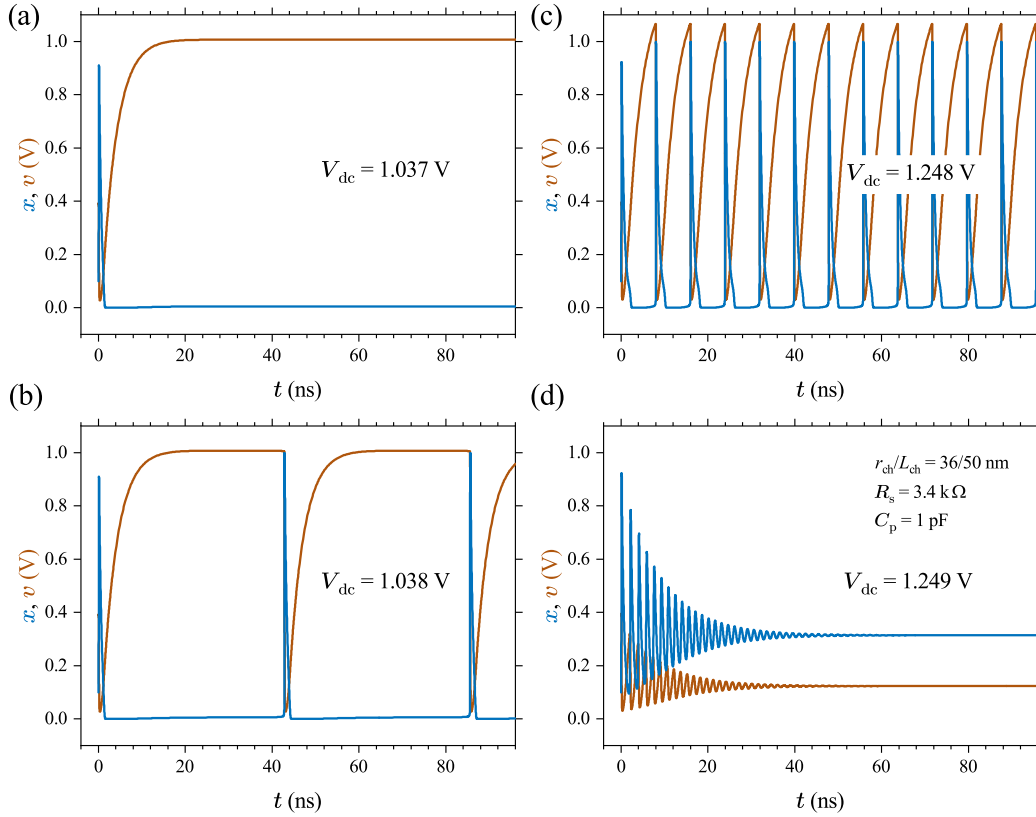 (a)
1.0
0.8
0.6
0.4
0.2
0.0
x, v (V)
V_dc = 1.037 V
0 20 40 60 80
t (ns)
(c)
1.0
0.8
0.6
0.4
0.2
0.0
x, v (V)
V_dc = 1.248 V
0 20 40 60 80
t (ns)
(b)
1.0
0.8
0.6
0.4
0.2
0.0
x, v (V)
V_dc = 1.038 V
0 20 40 60 80
t (ns)
(d)
1.0
0.8
0.6
0.4
0.2
0.0
x, v (V)
r_ch/L_ch = 36/50 nm
R_s = 3.4 k Ω
C_p = 1 pF
V_dc = 1.249 V
0 20 40 60 80
t (ns)